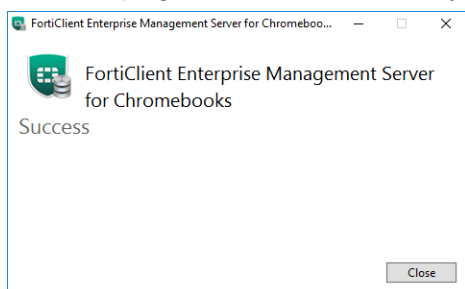 FortiClient Enterprise Management Server for Chromeboo...
FortiClient Enterprise Management Server
for Chromebooks
Success
Close